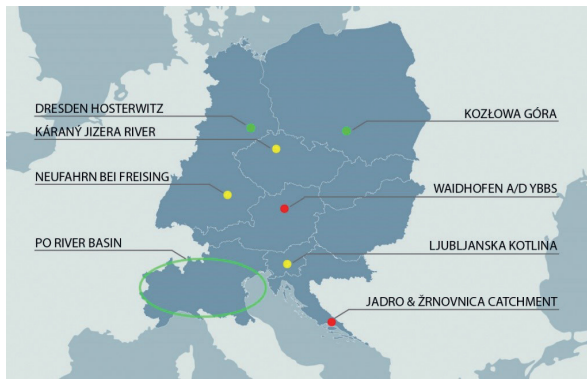 DRESDEN HOSTERWITZ
KOZŁOWA GÓRA
KÁRANÝ JIZERA RIVER
NEUFAHRN BEI FREISING
WAIDHOFEN A/D YBBS
PO RIVER BASIN
LJUBLJANSKA KOTLINA
JADRO & ŽRNOVNICA CATCHMENT